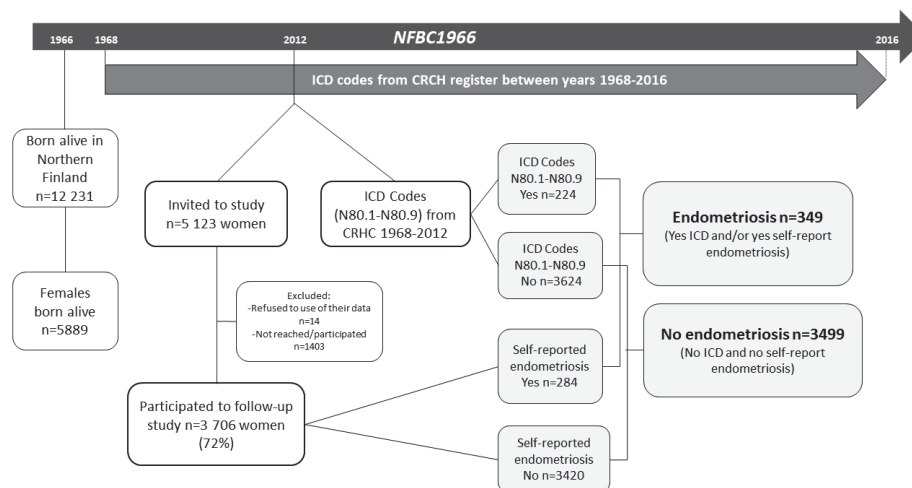 NFBC1966
1966
1968
2012
2016
ICD codes from CRCH register between years 1968-2016
Born alive in
Northern
Finland
n=12 231
Females
born alive
n=5889
Invited to study
n=5 123 women
Excluded:
-Refused to use of their data
n=14
-Not reached/participated
n=1403
Participated to follow-up
study n=3 706 women
(72%)
ICD Codes
(N80.1-N80.9) from
CRHC 1968-2012
ICD Codes
N80.1-N80.9
Yes n=224
ICD Codes
N80.1-N80.9
No n=3624
Self-reported
endometriosis
Yes n=284
Self-reported
endometriosis
No n=3420
Endometriosis n=349
(Yes ICD and/or yes self-report
endometriosis)
No endometriosis n=3499
(No ICD and no self-report
endometriosis)